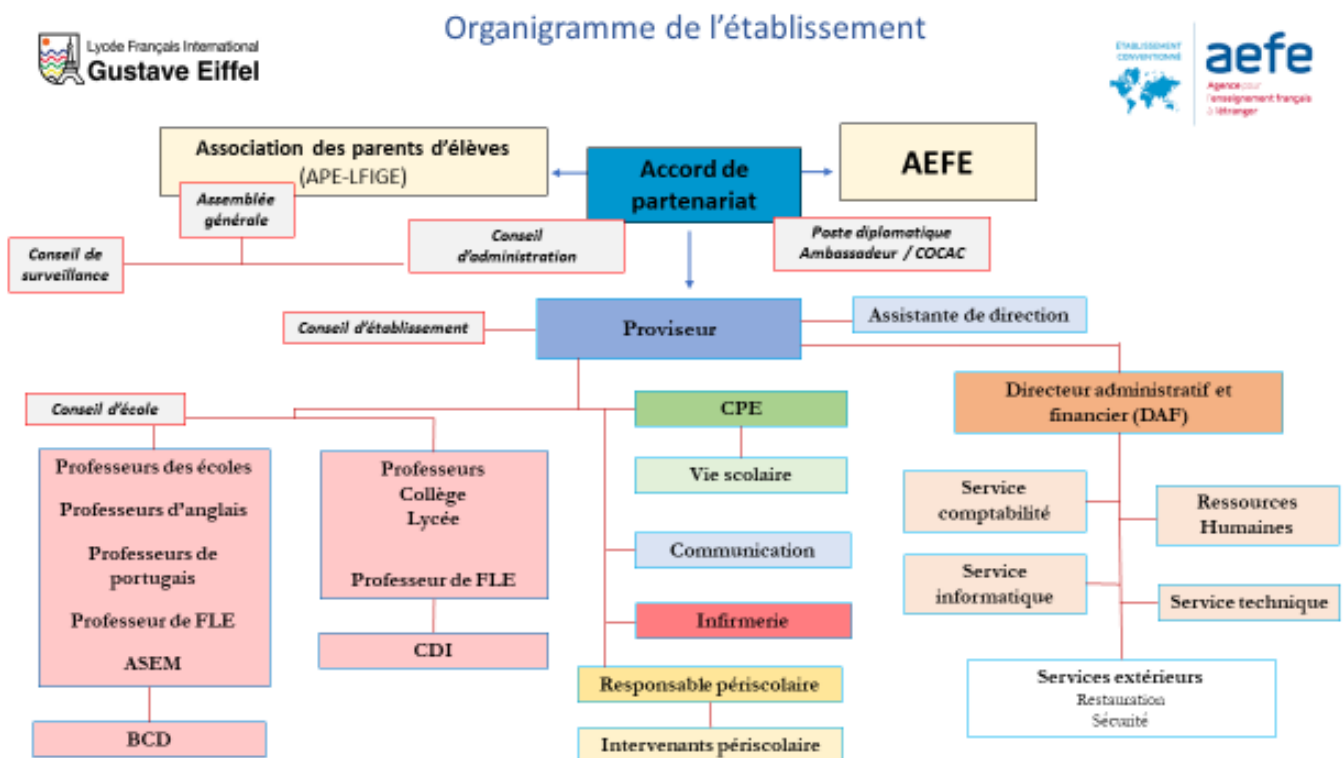 Organigramme de l'établissement
Lycée Français International
Gustave Eiffel
ÉTABLISSEMENT
CONVENTIONNÉ
aefe
Agence pour
l'enseignement français
à l'étranger
Association des parents d'élèves
(APE-LFIGE)
Accord de
partenariat
AEFE
Assemblée
générale
Conseil de
surveillance
Conseil
d'administration
Poste diplomatique
Ambassadeur / COCAC
Conseil d'établissement
Proviseur
Assistante de direction
Directeur administratif et
financier (DAF)
Conseil d'école
CPE
Vie scolaire
Communication
Infirmerie
Responsable périscolaire
Intervenants périscolaire
Professeurs des écoles
Professeurs d'anglais
Professeurs de
portugais
Professeur de FLE
ASEM
BCD
Professeurs
Collège
Lycée
Professeur de FLE
CDI
Service
comptabilité
Ressources
Humaines
Service
informatique
Service technique
Services extérieurs
Restauration
Sécurité